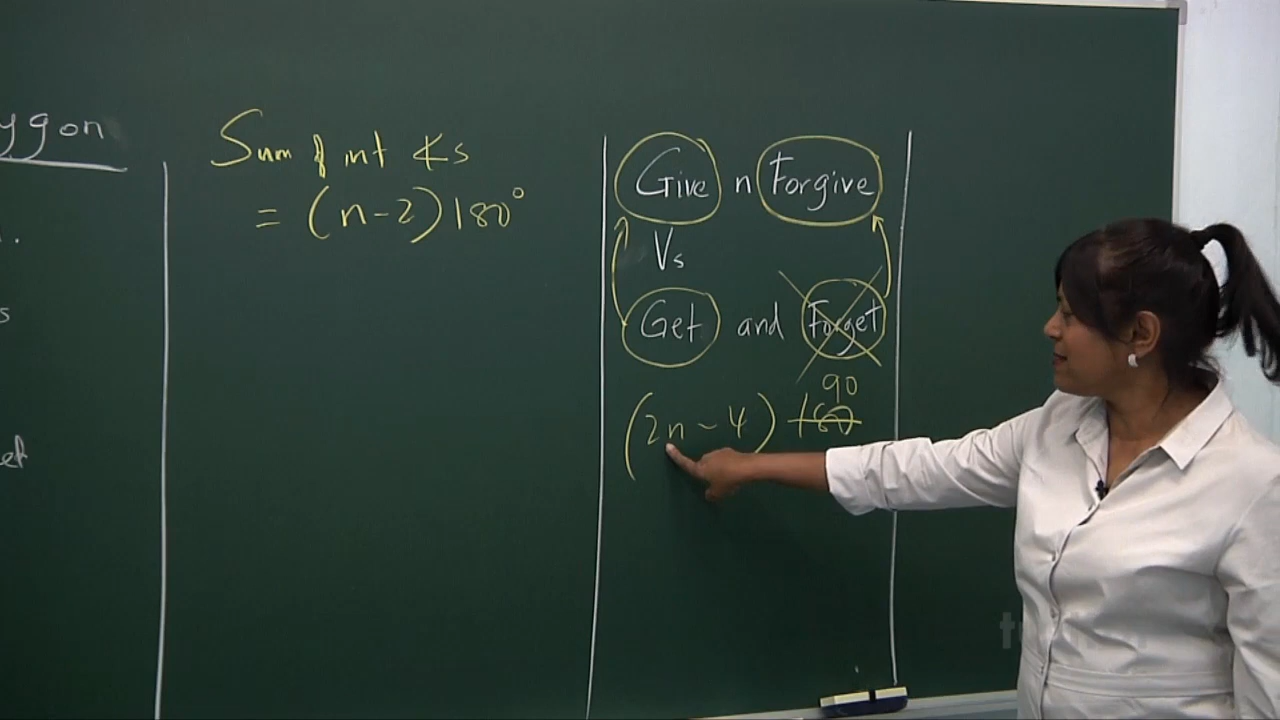 ygon
Sum of int ∠s
= (n-2)180°
Give n Forgive
Vs
Get and Forget
90
(2n-4) 180